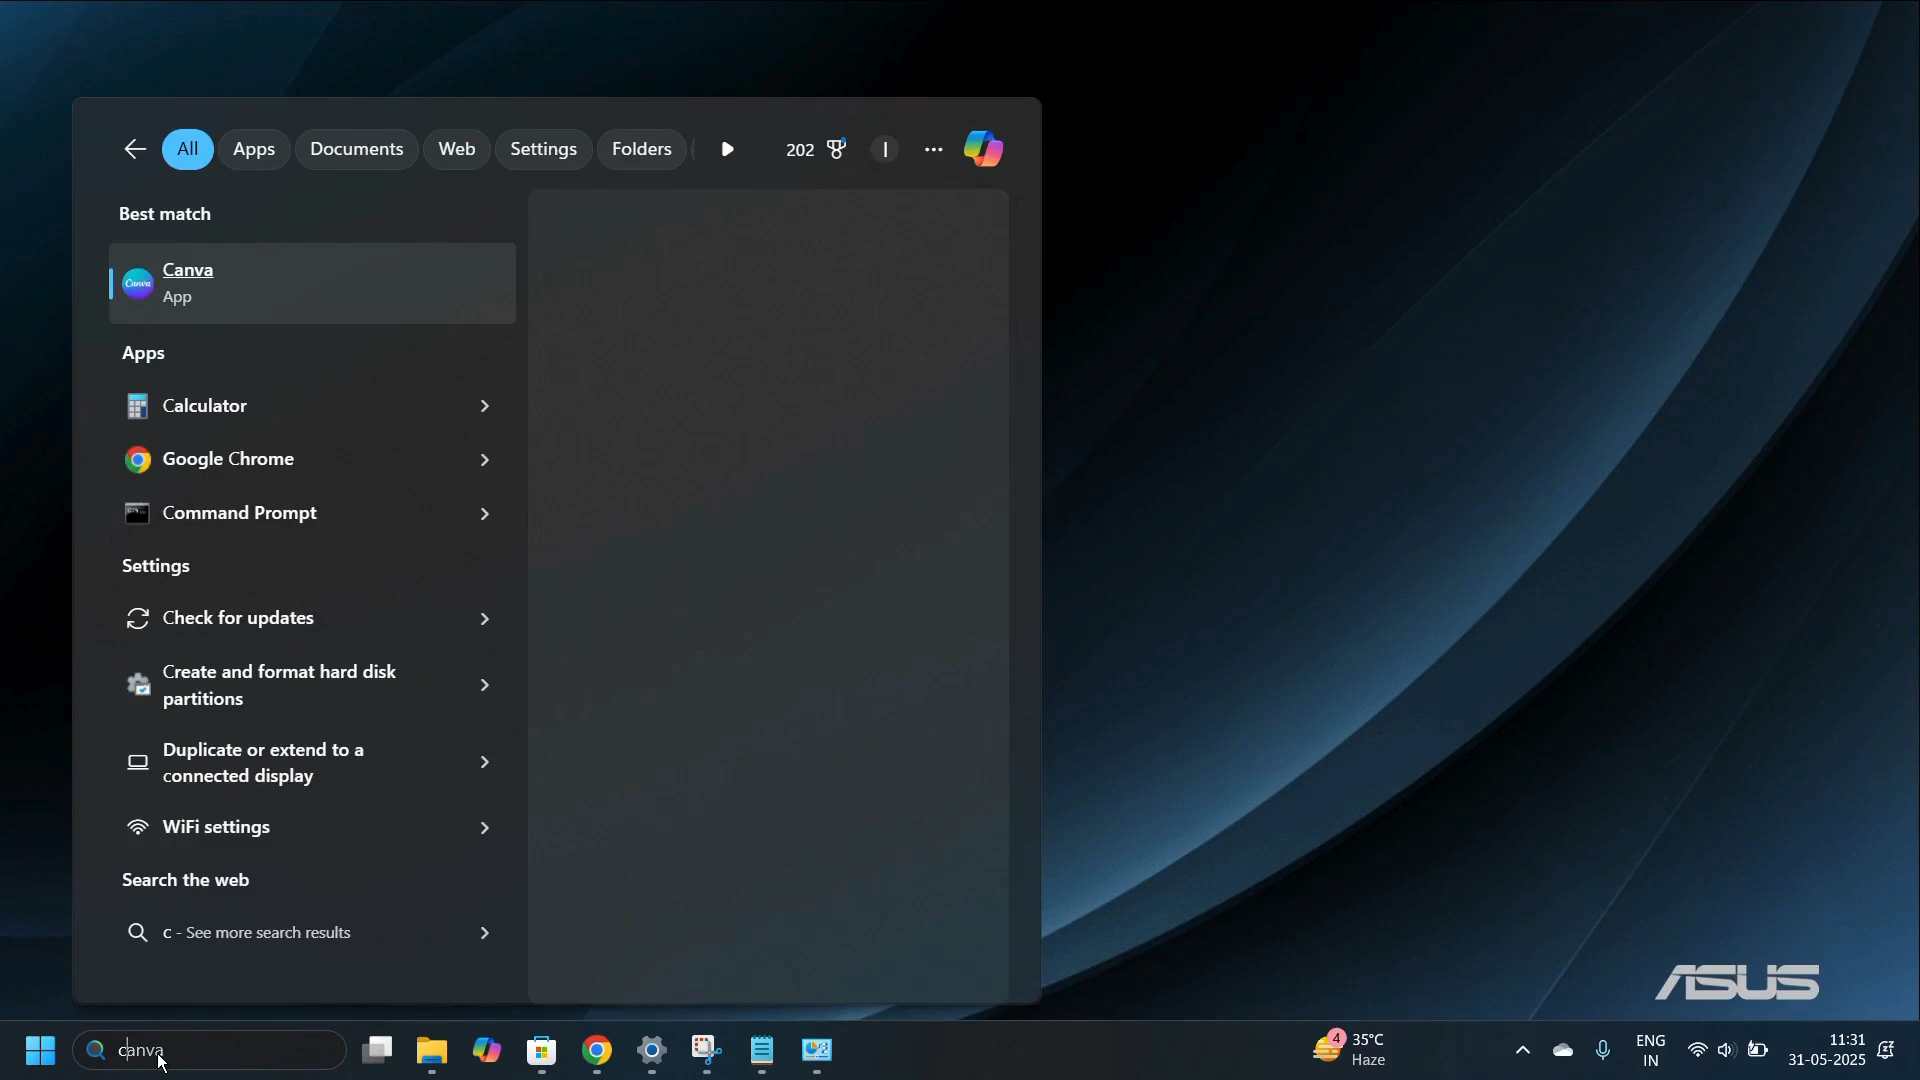 All Apps Documents Web Settings Folders 202 I
Best match
Canva
Canva
App
Apps
Calculator
Google Chrome
Command Prompt
Settings
Check for updates
Create and format hard disk
partitions
Duplicate or extend to a
connected display
WiFi settings
Search the web
c - See more search results
ASUS
canva
4 35°C
Haze
ENG
IN
11:31
31-05-2025